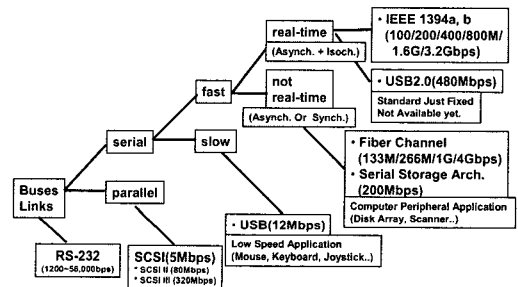 real-time
(Asynch. + Isoch.)
· IEEE 1394a, b
(100/200/400/800M/
1.6G/3.2Gbps)
fast
not
real-time
(Asynch. Or Synch.)
· USB2.0(480Mbps)
Standard Just Fixed
Not Available yet.
serial
slow
· Fiber Channel
(133M/266M/1G/4Gbps)
· Serial Storage Arch.
(200Mbps)
Computer Peripheral Application
(Disk Array, Scanner..)
Buses
Links
parallel
· USB(12Mbps)
Low Speed Application
(Mouse, Keyboard, Joystick..)
RS-232
(1200~56,000bps)
SCSI(5Mbps)
* SCSI II (80Mbps)
* SCSI III (320Mbps)